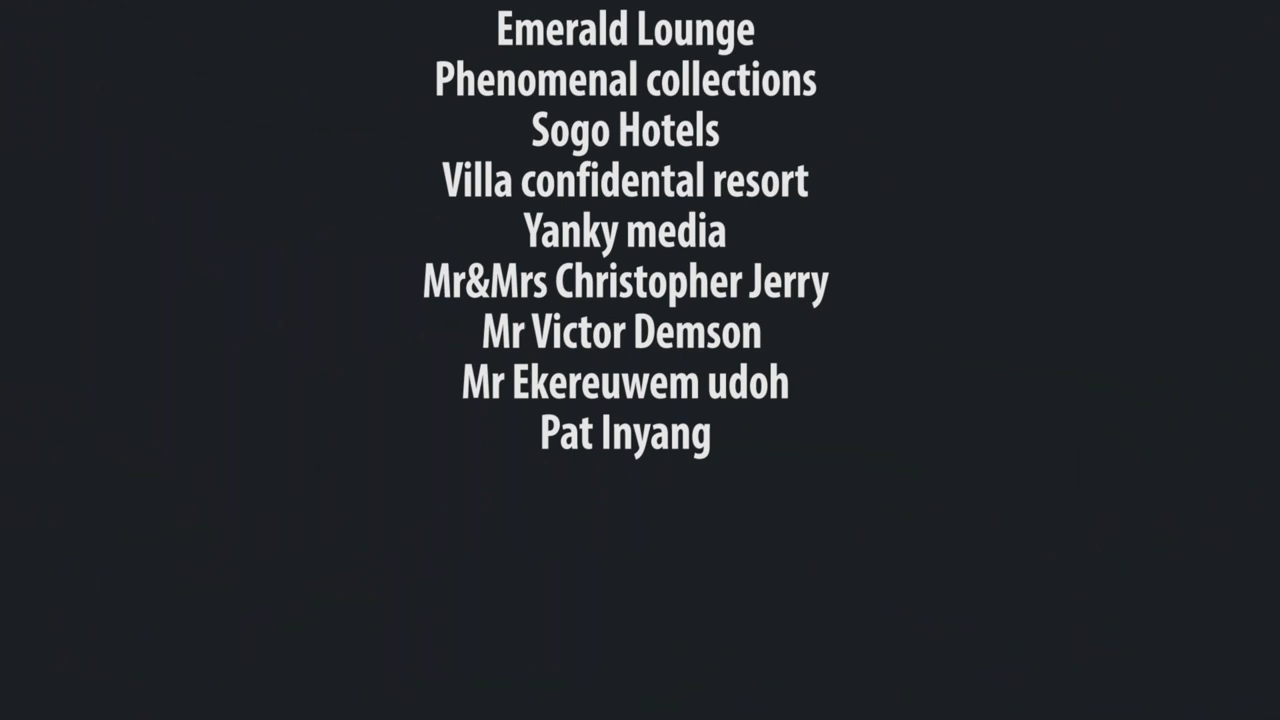 Emerald Lounge
Phenomenal collections
Sogo Hotels
Villa confidental resort
Yanky media
Mr&Mrs Christopher Jerry
Mr Victor Demson
Mr Ekereuwem udoh
Pat Inyang